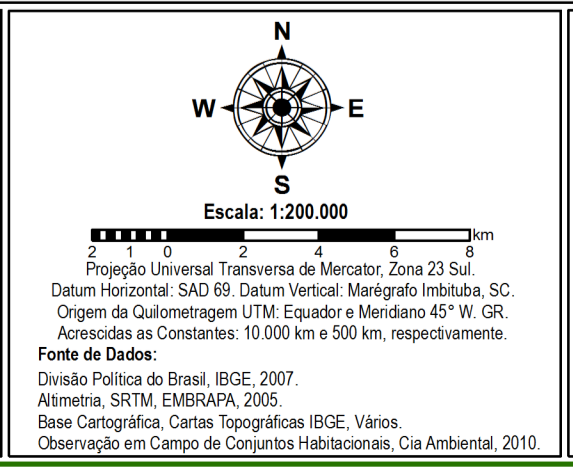 N
W E
S
Escala: 1:200.000
km
2 1 0 2 4 6 8
Projeção Universal Transversa de Mercator, Zona 23 Sul.
Datum Horizontal: SAD 69. Datum Vertical: Marégrafo Imbituba, SC.
Origem da Quilometragem UTM: Equador e Meridiano 45° W. GR.
Acrescidas as Constantes: 10.000 km e 500 km, respectivamente.
Fonte de Dados:
Divisão Política do Brasil, IBGE, 2007.
Altimetria, SRTM, EMBRAPA, 2005.
Base Cartográfica, Cartas Topográficas IBGE, Vários.
Observação em Campo de Conjuntos Habitacionais, Cia Ambiental, 2010.